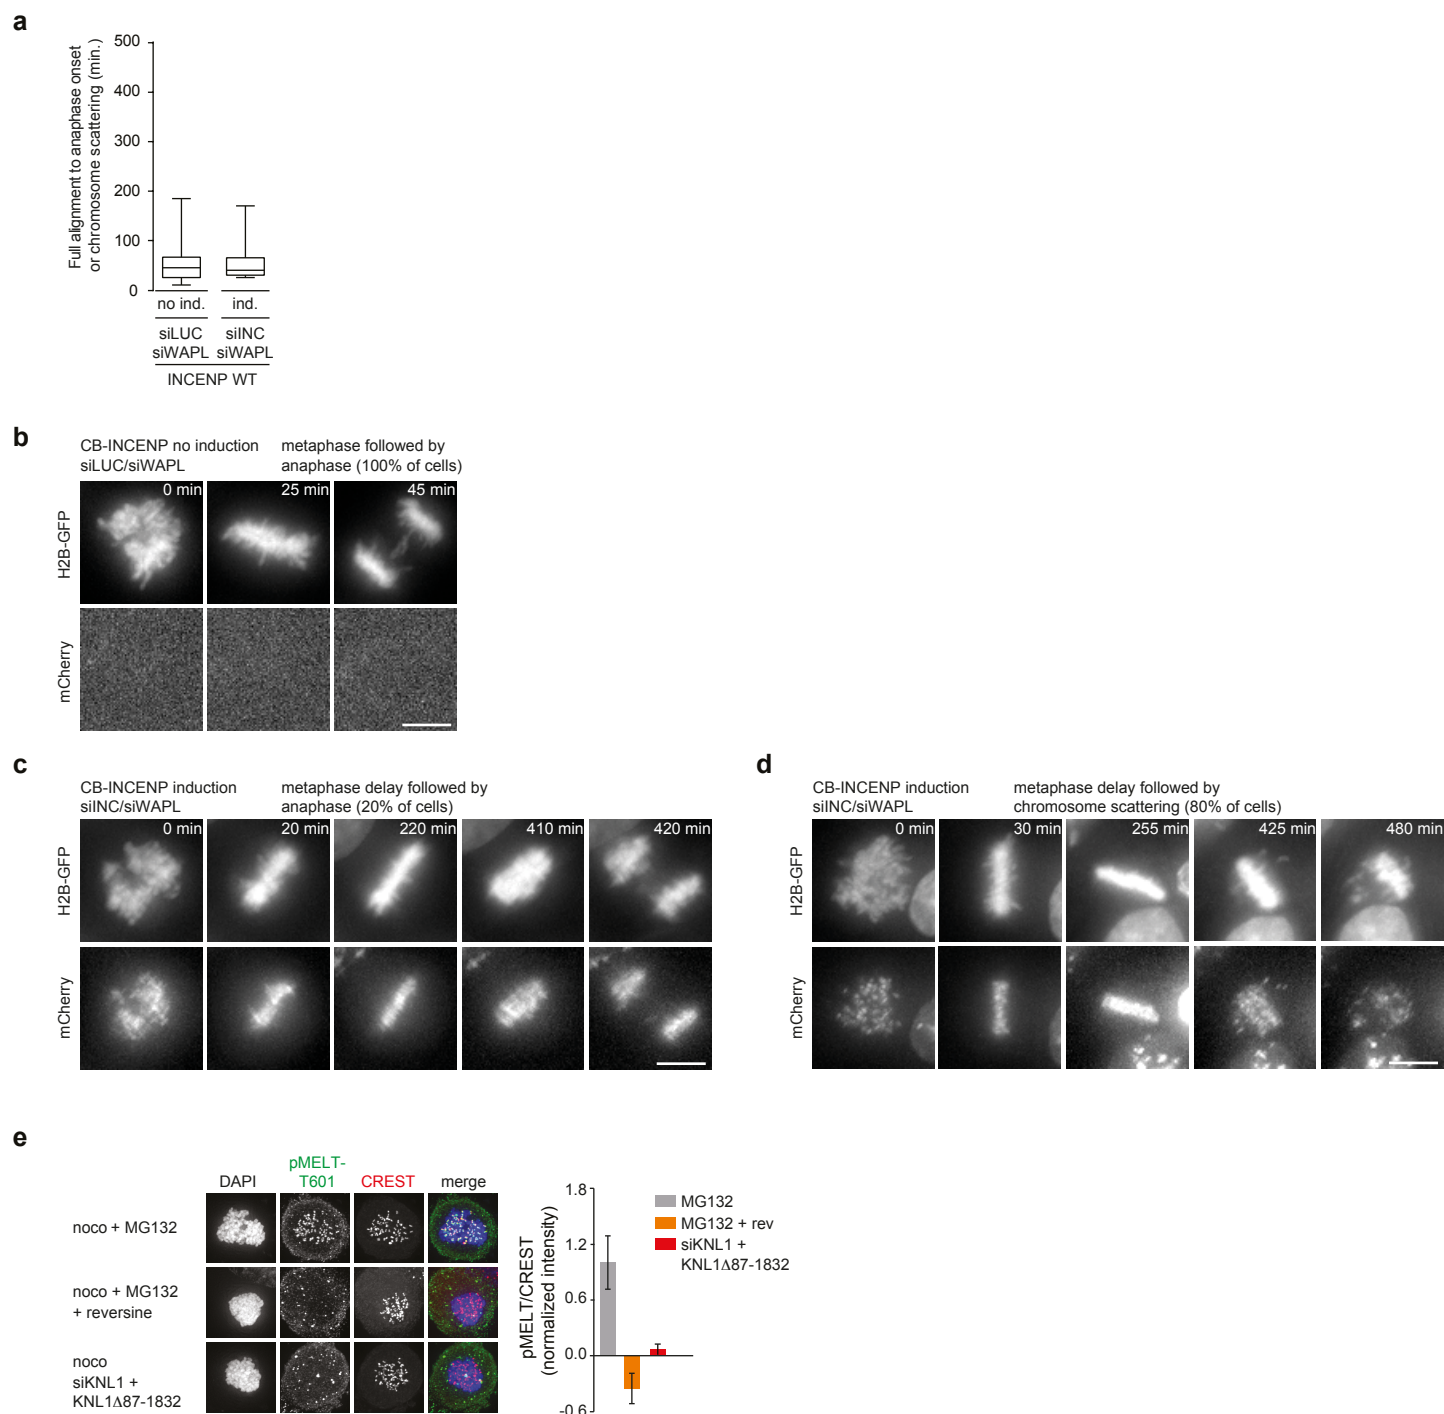 a
Full alignment to anaphase onset
or chromosome scattering (min.)
500
400
300
200
100
0
no ind.
ind.
siLUC
siWAPL
siINC
siWAPL
INCENP WT
b
CB-INCENP no induction
siLUC/siWAPL
metaphase followed by
anaphase (100% of cells)
H2B-GFP
0 min
25 min
45 min
mCherry
c
CB-INCENP induction
siINC/siWAPL
metaphase delay followed by
anaphase (20% of cells)
H2B-GFP
0 min
20 min
220 min
410 min
420 min
mCherry
d
CB-INCENP induction
siINC/siWAPL
metaphase delay followed by
chromosome scattering (80% of cells)
H2B-GFP
0 min
30 min
255 min
425 min
480 min
mCherry
e
DAPI
pMELT-
T601
CREST
merge
noco + MG132
noco + MG132
+ reversine
noco
siKNL1 +
KNL1Δ87-1832
pMELT/CREST
(normalized intensity)
1.8
1.2
0.6
0.0
-0.6
MG132
MG132 + rev
siKNL1 +
KNL1Δ87-1832